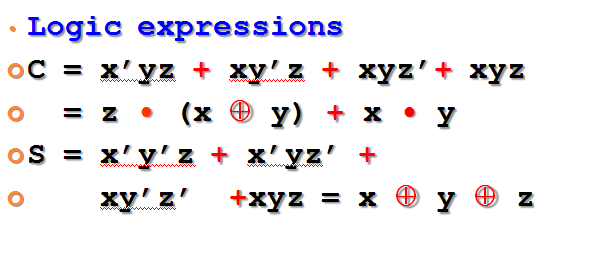 • Logic expressions
○C = x′yz + xy′z + xyz′+ xyz
○ = z • (x ⊕ y) + x • y
○S = x′y′z + x′yz′ +
○ xy′z′ +xyz = x ⊕ y ⊕ z